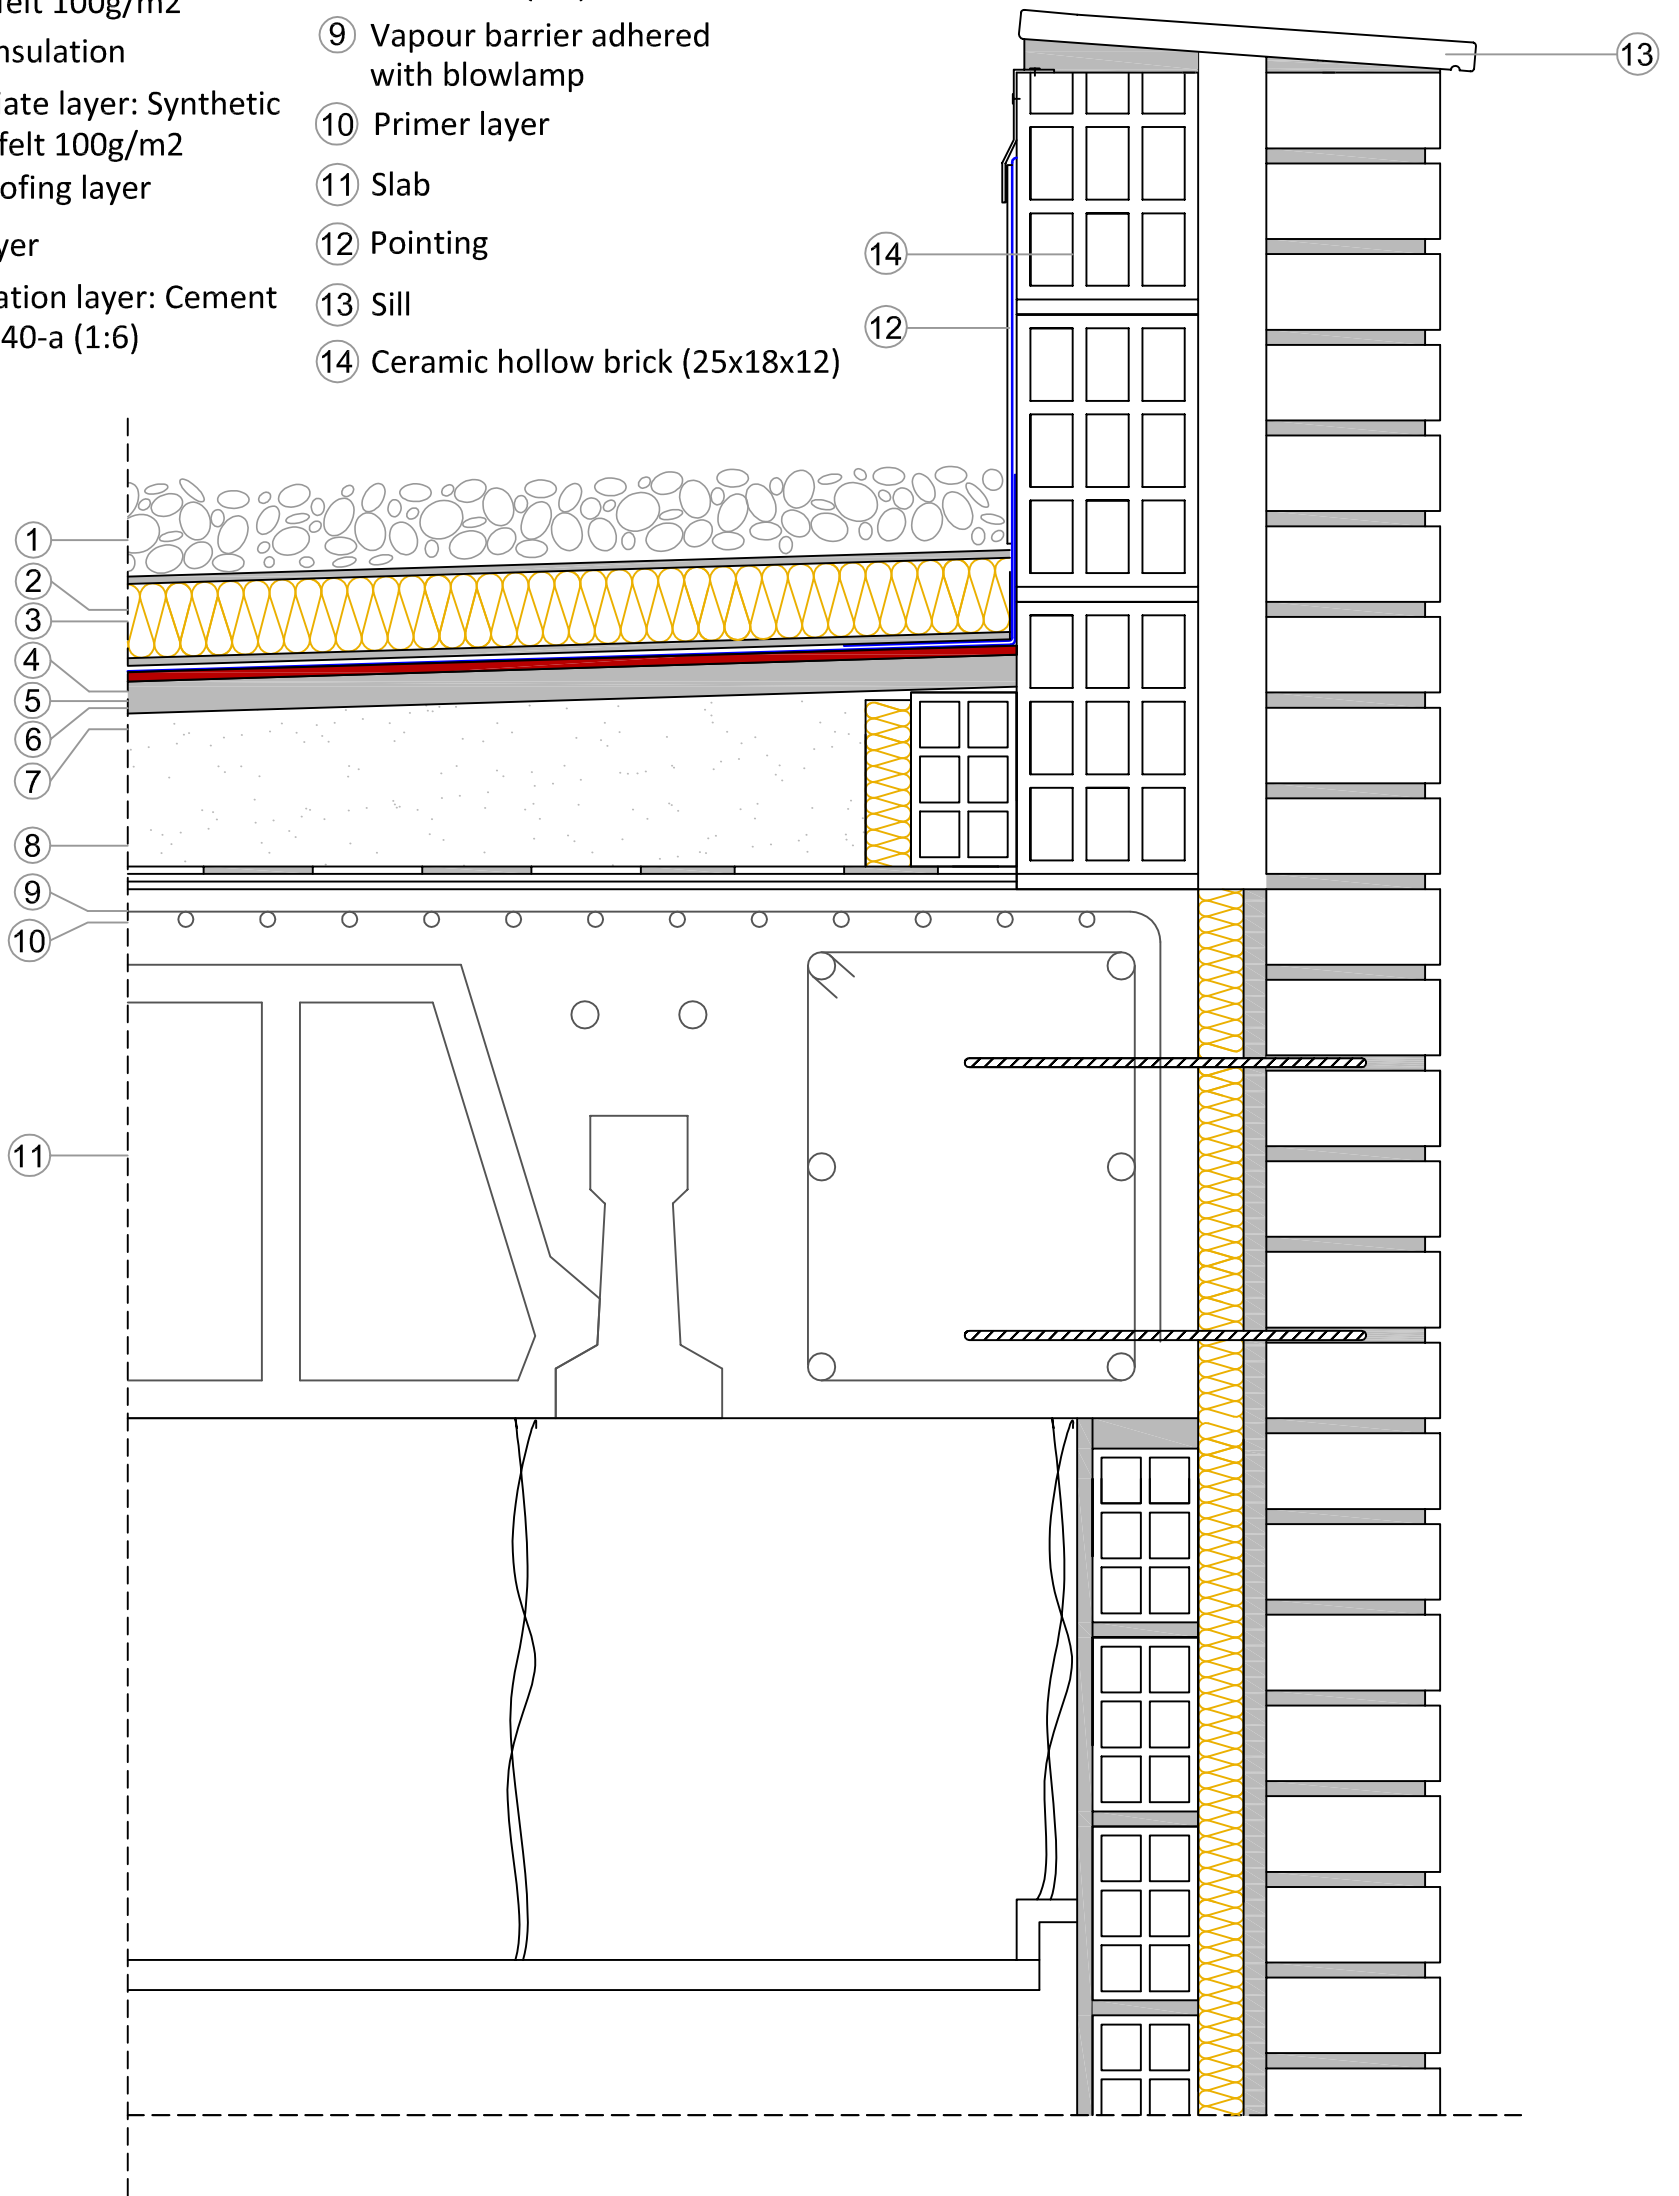 felt 100g/m2
nsulation
iate layer: Synthetic
felt 100g/m2
ofing layer
yer
ation layer: Cement
40-a (1:6)
9 Vapour barrier adhered
with blowlamp
10 Primer layer
11 Slab
12 Pointing
13 Sill
14 Ceramic hollow brick (25x18x12)
13
14
12
1
2
3
4
5
6
7
8
9
10
11